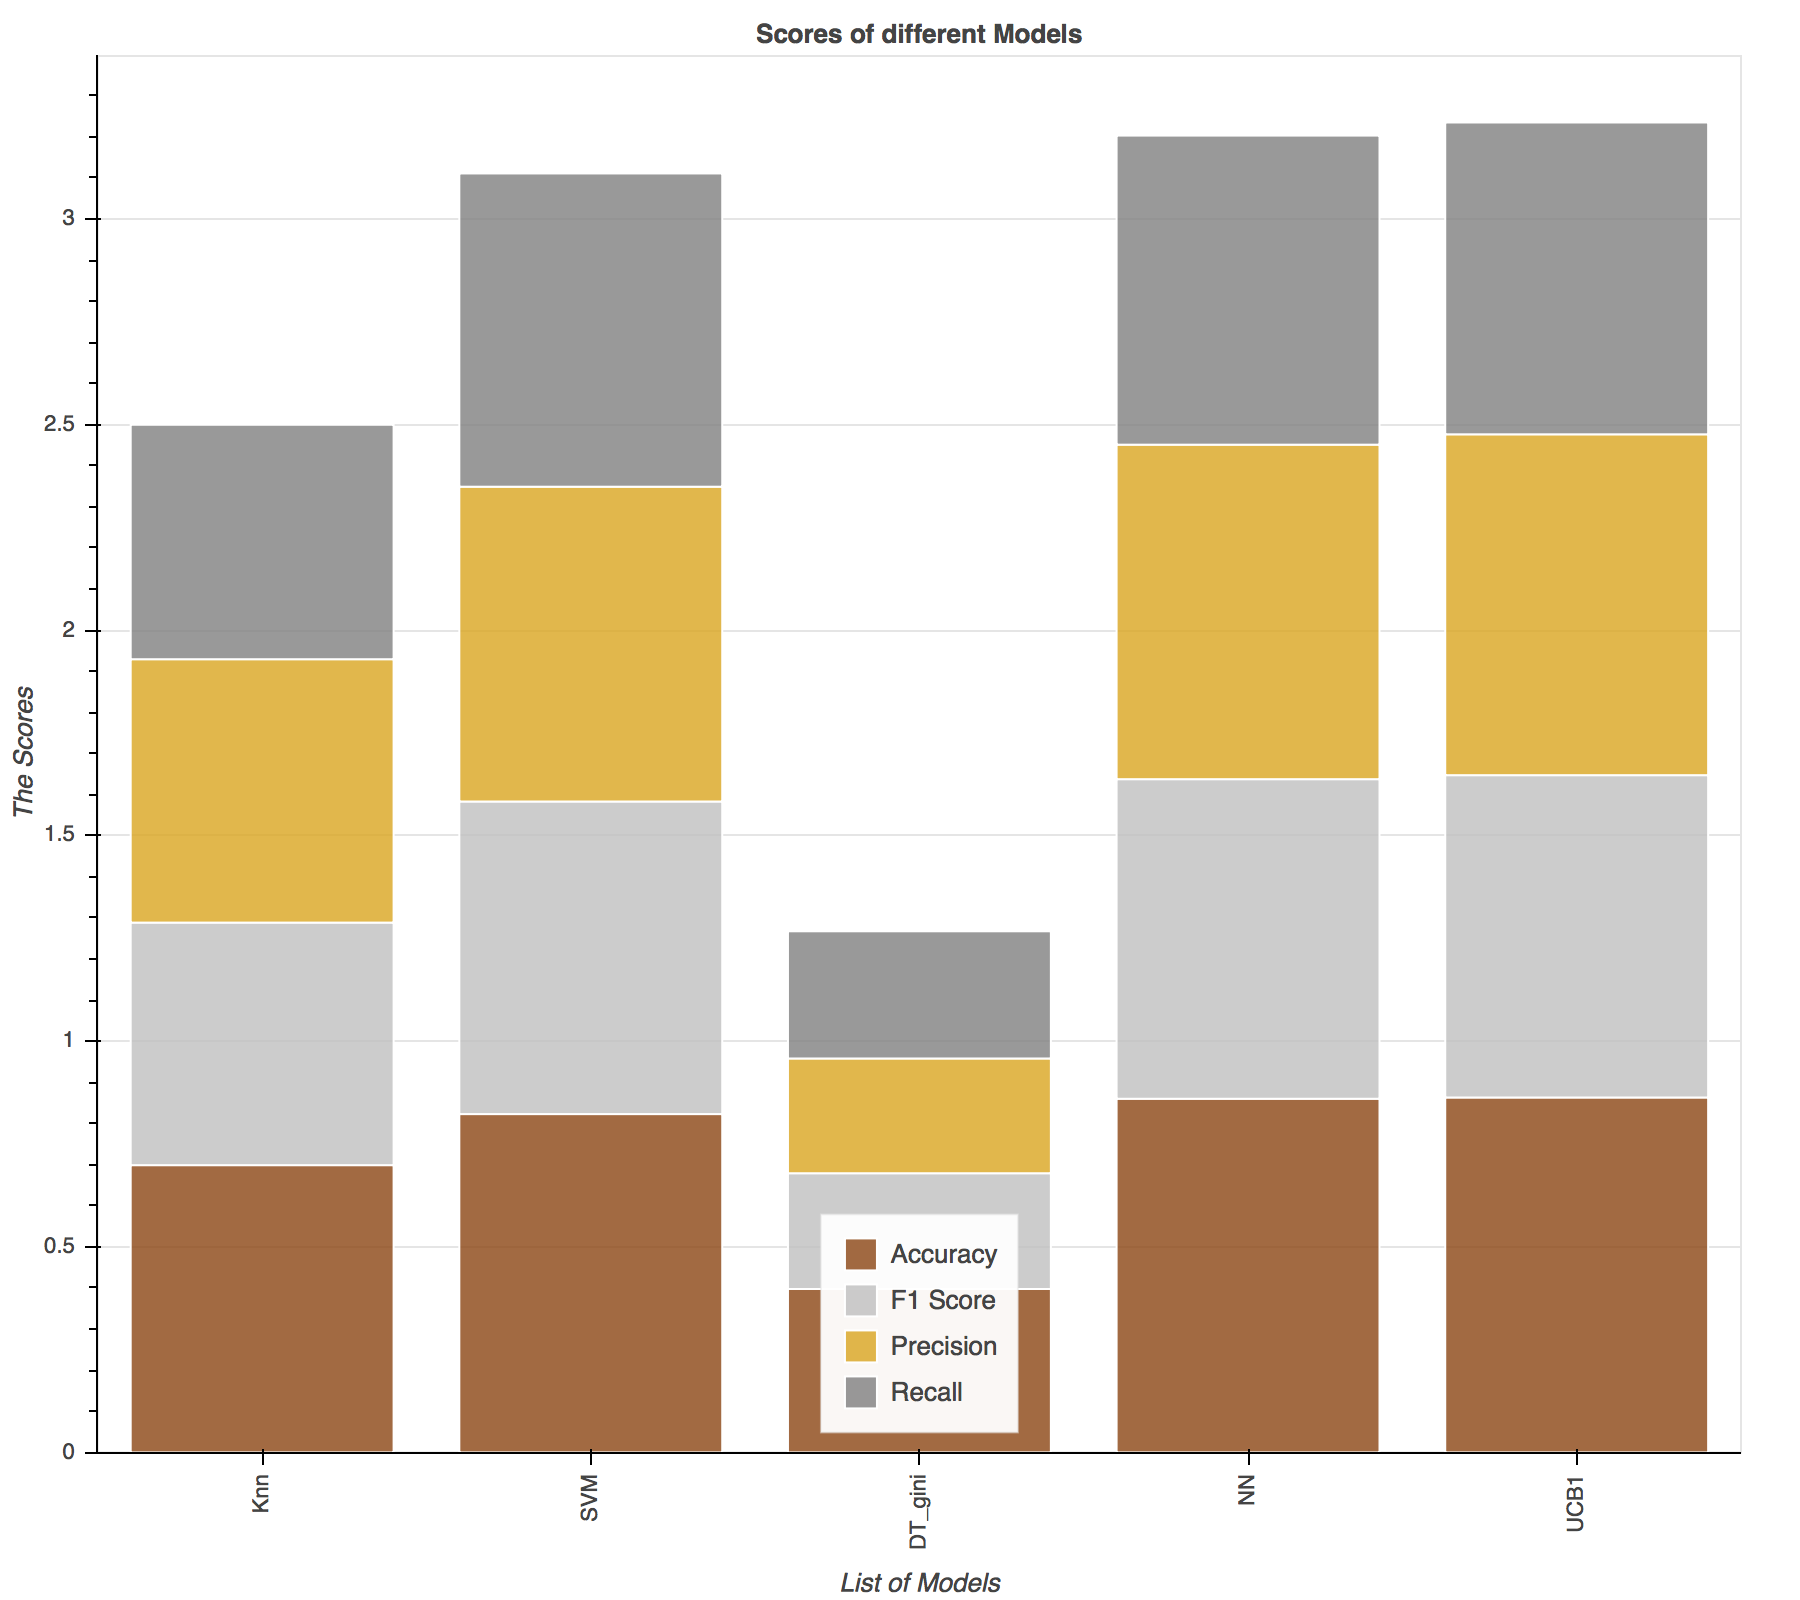 Scores of different Models
The Scores
3
2.5
2
1.5
1
0.5
0
Accuracy
F1 Score
Precision
Recall
Knn
SVM
DT_gini
NN
UCB1
List of Models